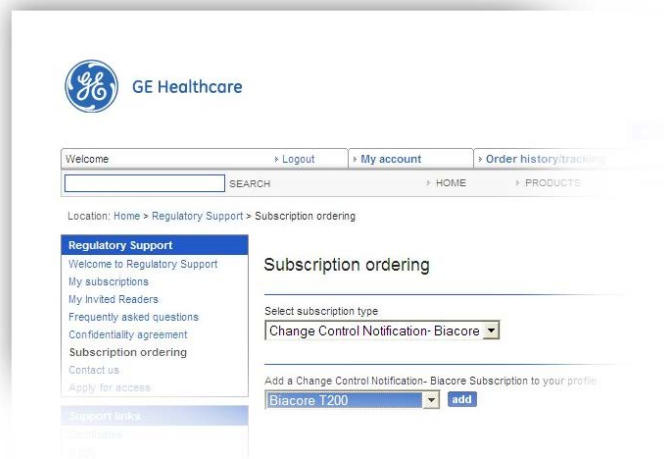 GE
GE Healthcare
Welcome
Logout
My account
Order history/tracking
SEARCH
HOME
PRODUCTS
Location: Home > Regulatory Support > Subscription ordering
Regulatory Support
Welcome to Regulatory Support
My subscriptions
My Invited Readers
Frequently asked questions
Confidentiality agreement
Subscription ordering
Contact us
Apply for access
Support links
Subscription ordering
Select subscription type
Change Control Notification- Biacore
Add a Change Control Notification- Biacore Subscription to your profile
Biacore T200
add